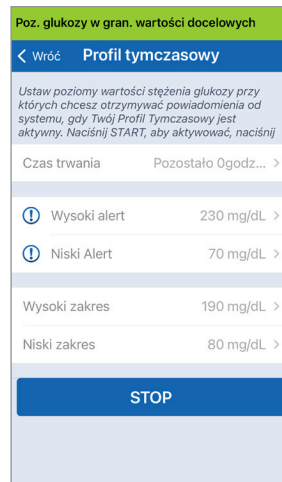 Poz. glukozy w gran. wartości docelowych
Wróć Profil tymczasowy
Ustaw poziomy wartości stężenia glukozy przy
których chcesz otrzymywać powiadomienia od
systemu, gdy Twój Profil Tymczasowy jest
aktywny. Naciśnij START, aby aktywować, naciśnij
Czas trwania Pozostało 0godz... >
Wysoki alert 230 mg/dL >
Niski Alert 70 mg/dL >
Wysoki zakres 190 mg/dL >
Niski zakres 80 mg/dL >
STOP